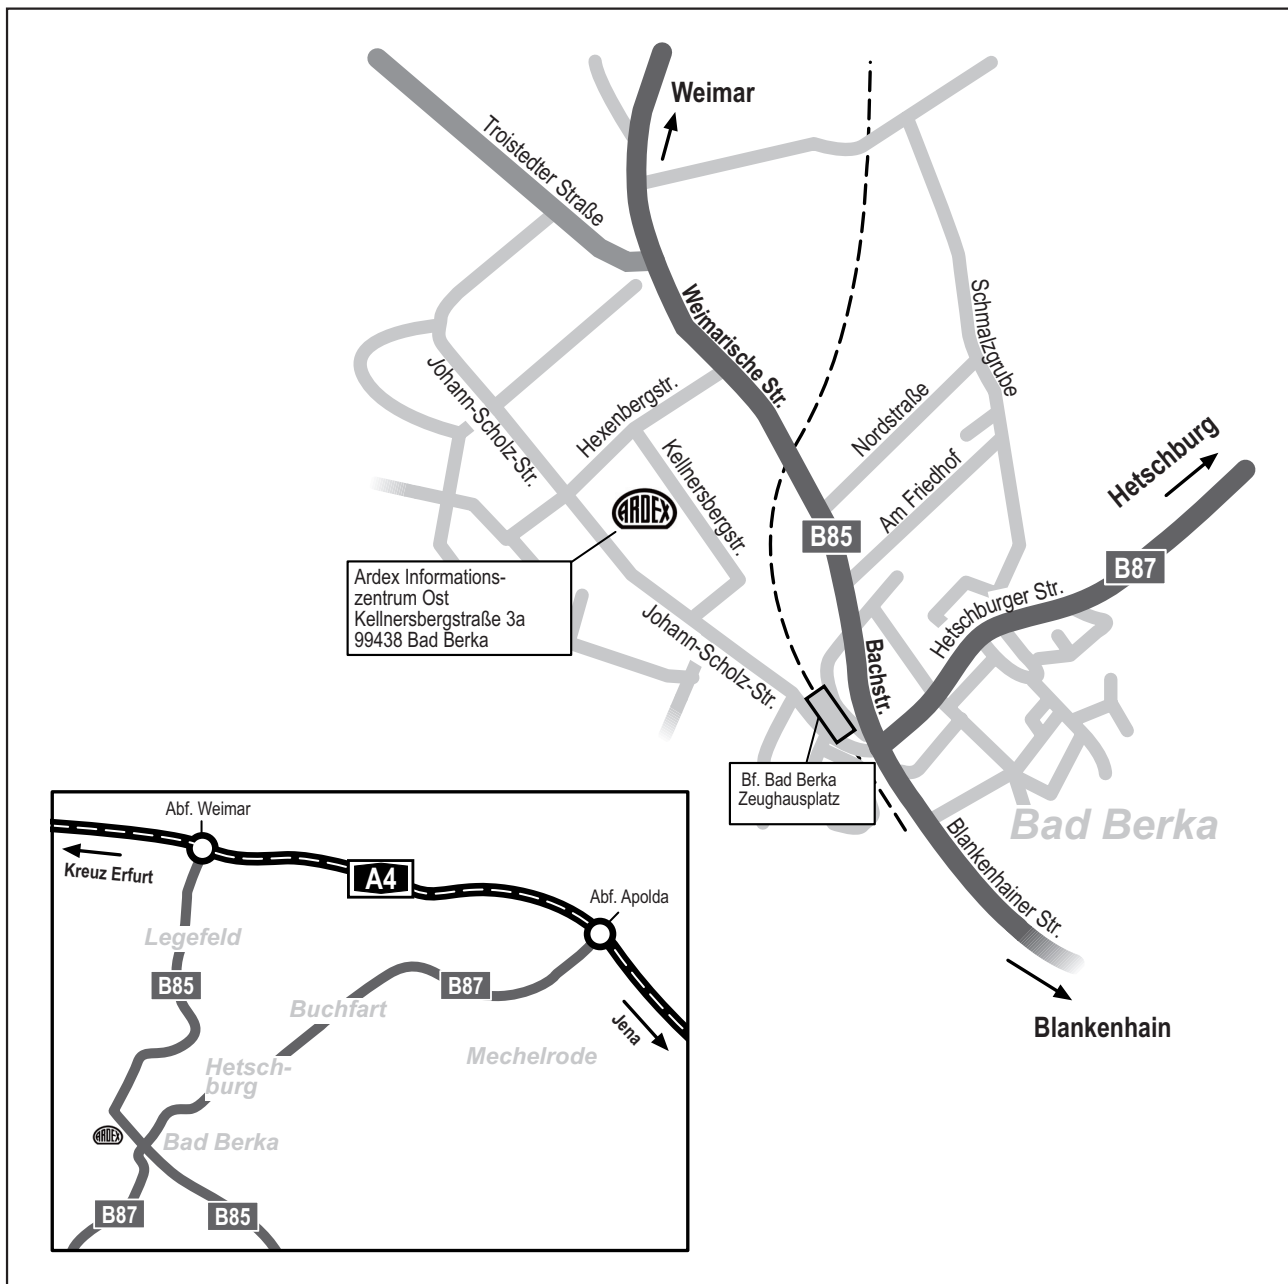 Weimar
Troistedter Straße
Weimarische Str.
Schmalzgrube
Johann-Scholz-Str.
Hexenbergstr.
Kellnersbergstr.
Nordstraße
Am Friedhof
Hetschburg
ARDEX
B85
B87
Ardex Informations-
zentrum Ost
Kellnersbergstraße 3a
99438 Bad Berka
Johann-Scholz-Str.
Bachstr.
Hetschburger Str.
Bf. Bad Berka
Zeughausplatz
Bad Berka
Blankenhainer Str.
Blankenhain
Abf. Weimar
Kreuz Erfurt
A4
Abf. Apolda
Legefeld
B85
B87
Buchfart
Jena
Mechelrode
Hetsch-
burg
ARDEX
Bad Berka
B87
B85